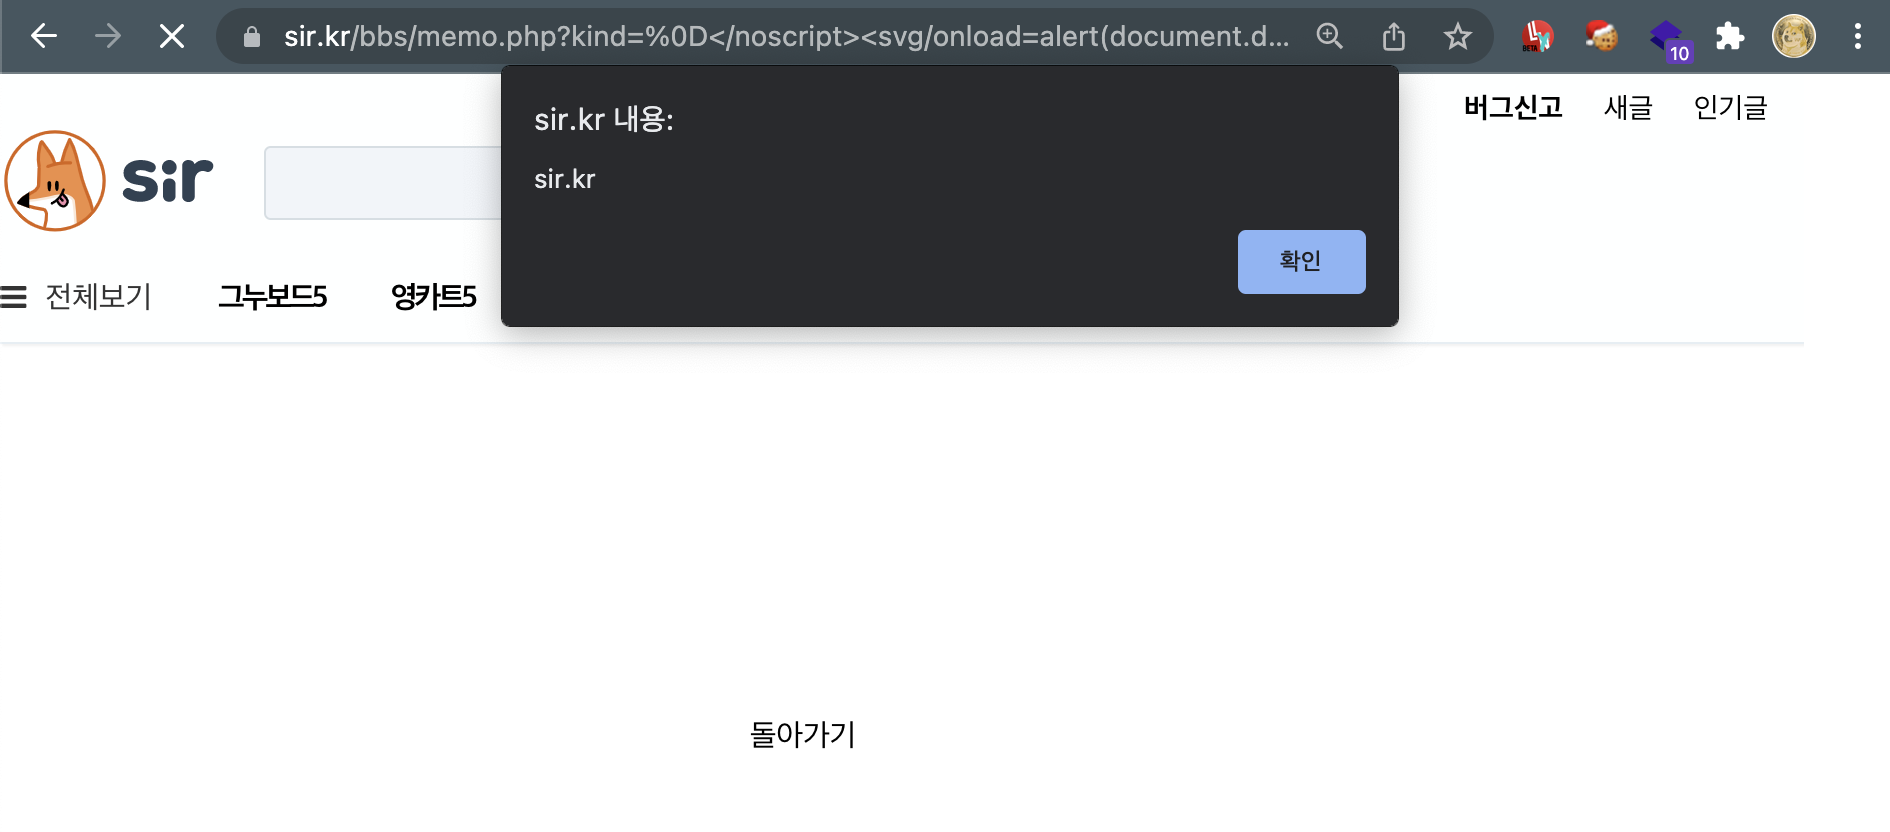 sir.kr/bbs/memo.php?kind=%0D</noscript><svg/onload=alert(document.d...
BETA
10
sir.kr 내용:
sir.kr
확인
버그신고 새글 인기글
sir
전체보기 그누보드5 영카트5
돌아가기